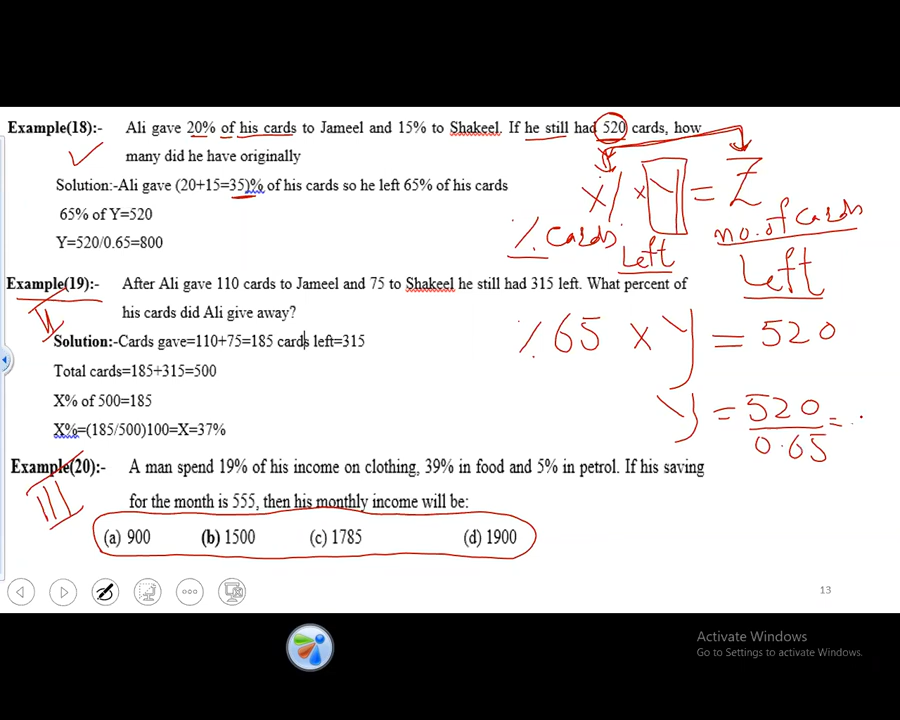 Example(18):- Ali gave 20% of his cards to Jameel and 15% to Shakeel. If he still had 520 cards, how
many did he have originally
Solution:-Ali gave (20+15=35)% of his cards so he left 65% of his cards
65% of Y=520
Y=520/0.65=800
X% × Y = Z
% Cards Left
no. of Cards Left
% 65 × Y = 520
Y = 520/0.65 =
Example(19):- After Ali gave 110 cards to Jameel and 75 to Shakeel he still had 315 left. What percent of
his cards did Ali give away?
II
Solution:-Cards gave=110+75=185 cards left=315
Total cards=185+315=500
X% of 500=185
X%=(185/500)100=X=37%
Example(20):- A man spend 19% of his income on clothing, 39% in food and 5% in petrol. If his saving
for the month is 555, then his monthly income will be:
III
(a) 900 (b) 1500 (c) 1785 (d) 1900
13
Activate Windows
Go to Settings to activate Windows.